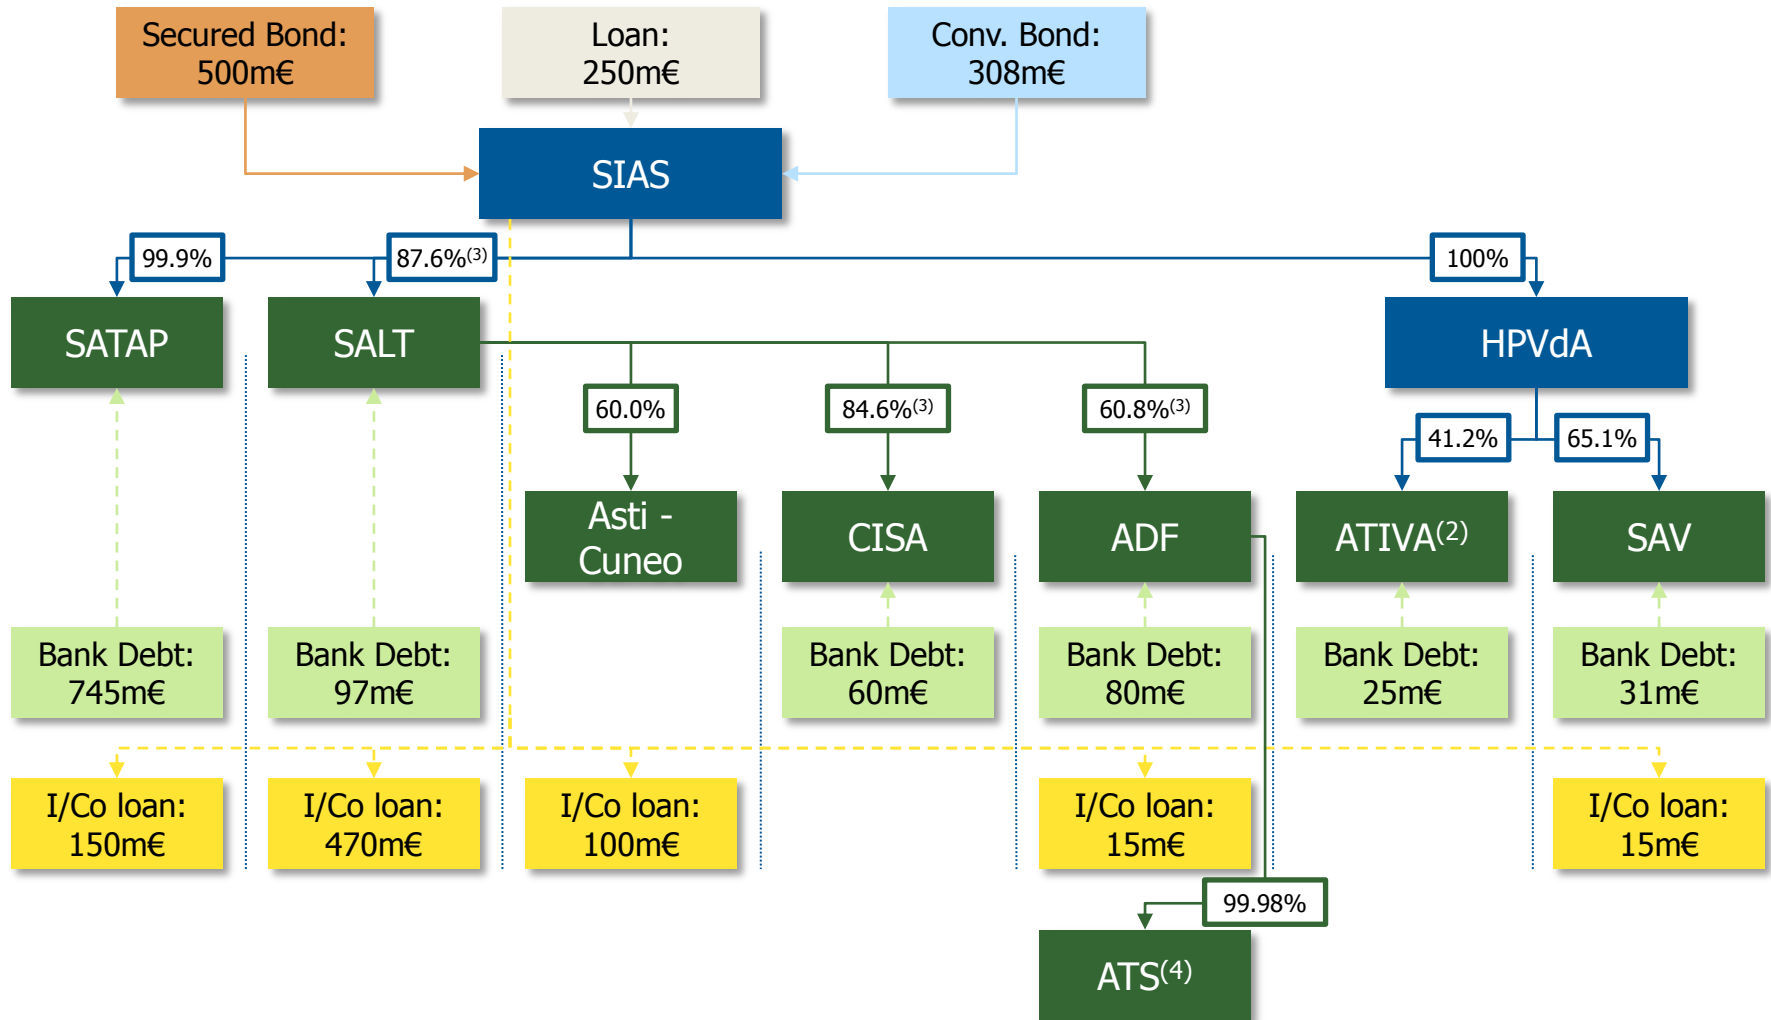 Secured Bond:
500m€
Loan:
250m€
Conv. Bond:
308m€
SIAS
99.9%
87.6%(3)
100%
SATAP
SALT
HPVdA
60.0%
84.6%(3)
60.8%(3)
41.2%
65.1%
Asti -
Cuneo
CISA
ADF
ATIVA(2)
SAV
Bank Debt:
745m€
Bank Debt:
97m€
Bank Debt:
60m€
Bank Debt:
80m€
Bank Debt:
25m€
Bank Debt:
31m€
I/Co loan:
150m€
I/Co loan:
470m€
I/Co loan:
100m€
I/Co loan:
15m€
I/Co loan:
15m€
99.98%
ATS(4)